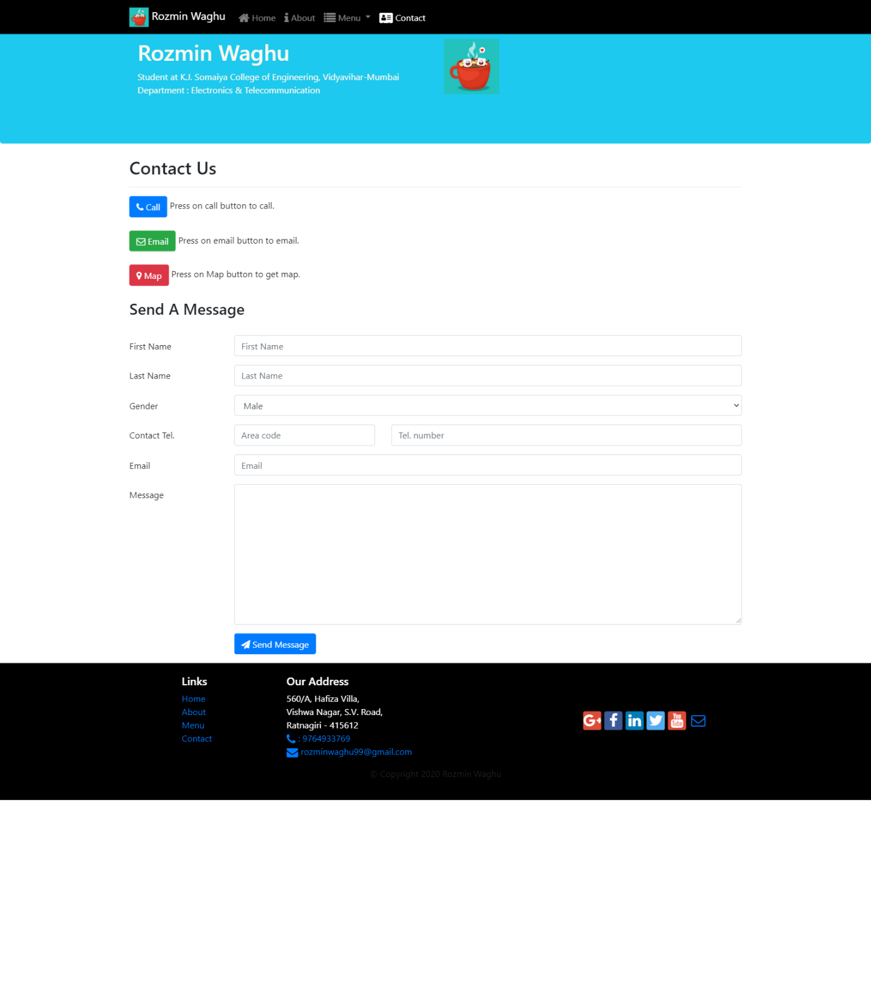 Rozmin Waghu Home About Menu Contact
Rozmin Waghu
Student at K.J. Somaiya College of Engineering, Vidyavihar-Mumbai
Department : Electronics & Telecommunication
Contact Us
Call Press on call button to call.
Email Press on email button to email.
Map Press on Map button to get map.
Send A Message
First Name First Name
Last Name Last Name
Gender Male
Contact Tel. Area code Tel. number
Email Email
Message
Send Message
Links
Home
About
Menu
Contact
Our Address
560/A, Hafiza Villa,
Vishwa Nagar, S.V. Road,
Ratnagiri - 415612
: 9764933769
rozminwaghu99@gmail.com
G+ f in You Tube
© Copyright 2020 Rozmin Waghu